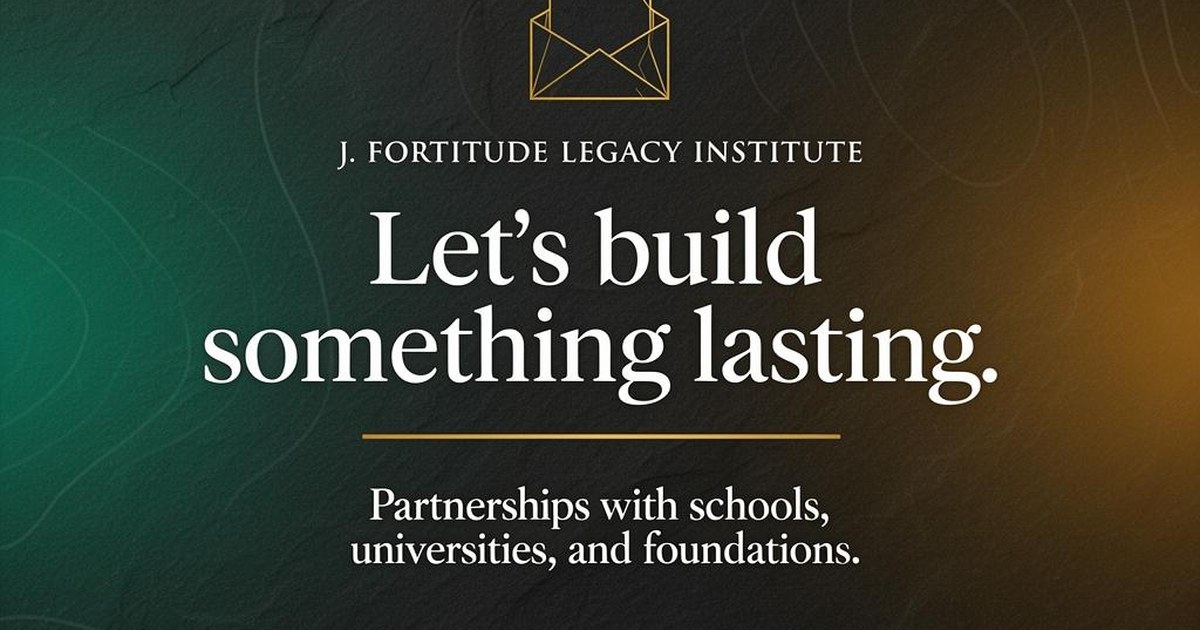 J. FORTITUDE LEGACY INSTITUTE
Let’s build
something lasting.
Partnerships with schools,
universities, and foundations.